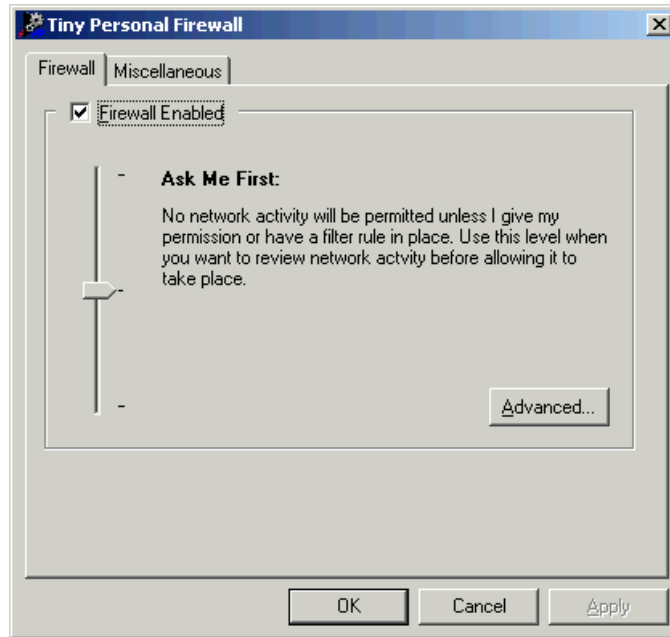 Tiny Personal Firewall
Firewall Miscellaneous
Firewall Enabled
Ask Me First:
No network activity will be permitted unless I give my
permission or have a filter rule in place. Use this level when
you want to review network actvity before allowing it to
take place.
Advanced...
OK Cancel Apply